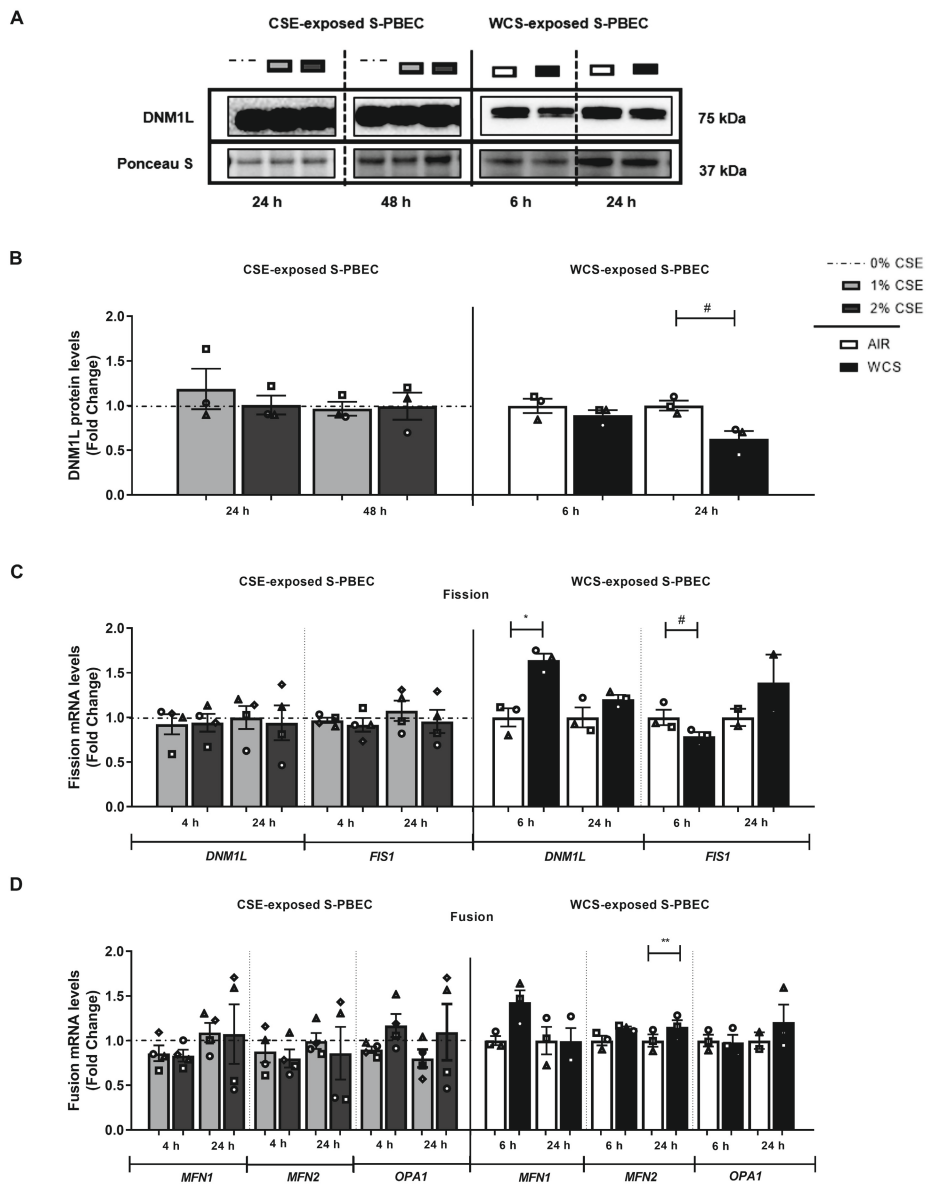 A
CSE-exposed S-PBEC WCS-exposed S-PBEC
DNM1L 75 kDa
Ponceau S 37 kDa
24 h 48 h 6 h 24 h
B
CSE-exposed S-PBEC WCS-exposed S-PBEC
0% CSE
1% CSE
2% CSE
AIR
WCS
DNM1L protein levels
(Fold Change)
2.0
1.5
1.0
0.5
0.0
#
24 h 48 h 6 h 24 h
C
CSE-exposed S-PBEC WCS-exposed S-PBEC
Fission
Fission mRNA levels
(Fold Change)
2.0
1.5
1.0
0.5
0.0
* #
4 h 24 h 4 h 24 h 6 h 24 h 6 h 24 h
DNM1L FIS1 DNM1L FIS1
D
CSE-exposed S-PBEC WCS-exposed S-PBEC
Fusion
Fusion mRNA levels
(Fold Change)
2.0
1.5
1.0
0.5
0.0
**
4 h 24 h 4 h 24 h 4 h 24 h 6 h 24 h 6 h 24 h 6 h 24 h
MFN1 MFN2 OPA1 MFN1 MFN2 OPA1